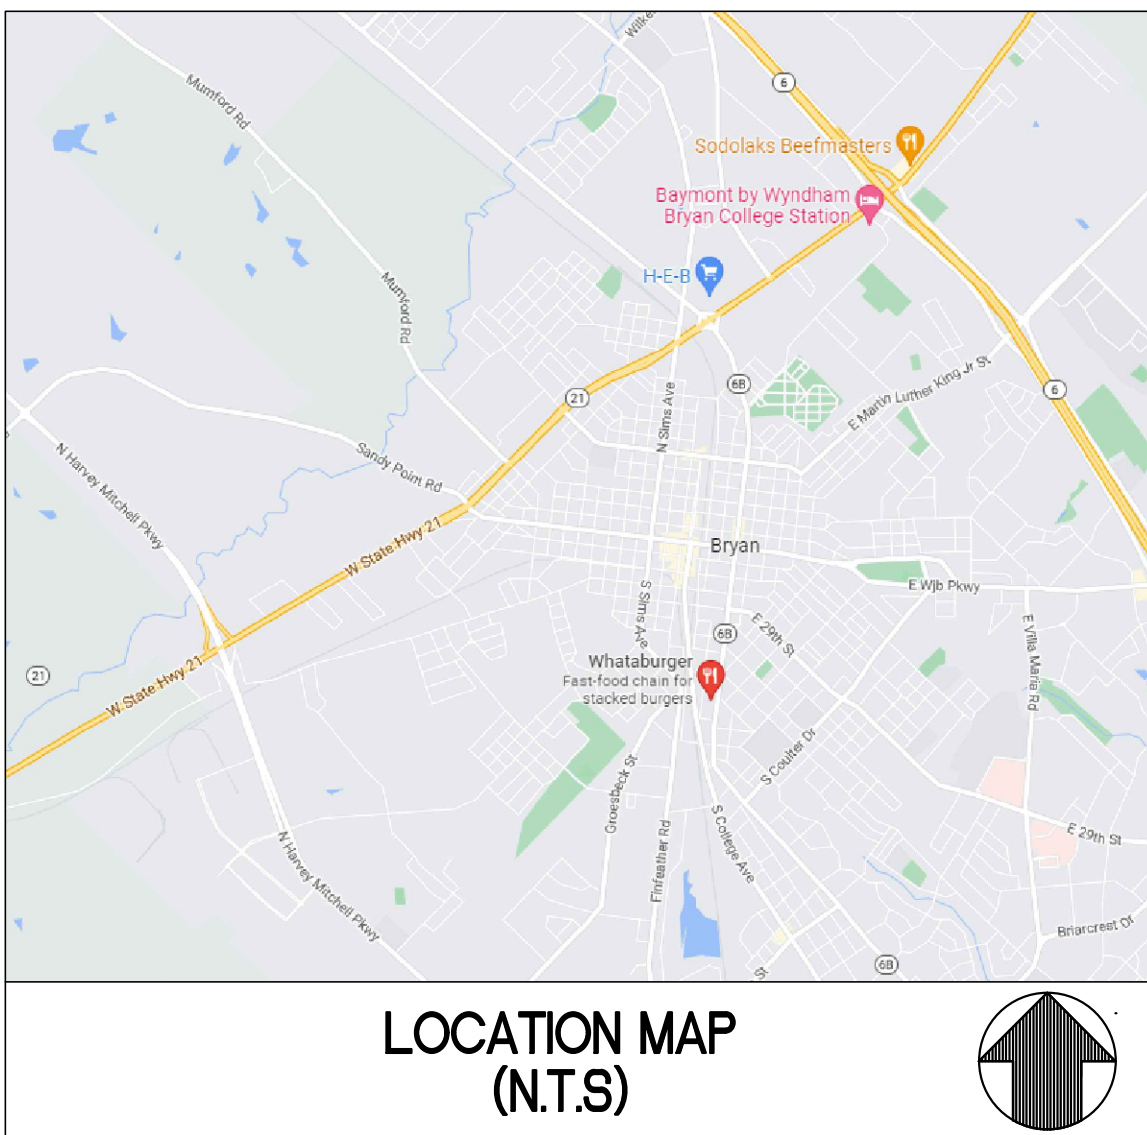 Mumford Rd
6
Sodolaks Beefmasters
Baymont by Wyndham
Bryan College Station
H-E-B
Mumford Rd
6B
21
6
E Martin Luther King Jr St
N Sims Ave
Sandy Point Rd
N Harvey Mitchell Pkwy
W State Hwy 21
Bryan
E Wjb Pkwy
S Sims Ave
6B
E 29th St
E Villa Maria Rd
Whataburger
Fast-food chain for
stacked burgers
21
W State Hwy 21
S Coulter Dr
Groesbeck St
Finfeather Rd
S College Ave
E 29th St
N Harvey Mitchell Pkwy
Briarcrest Dr
6B
St
LOCATION MAP
(N.T.S)